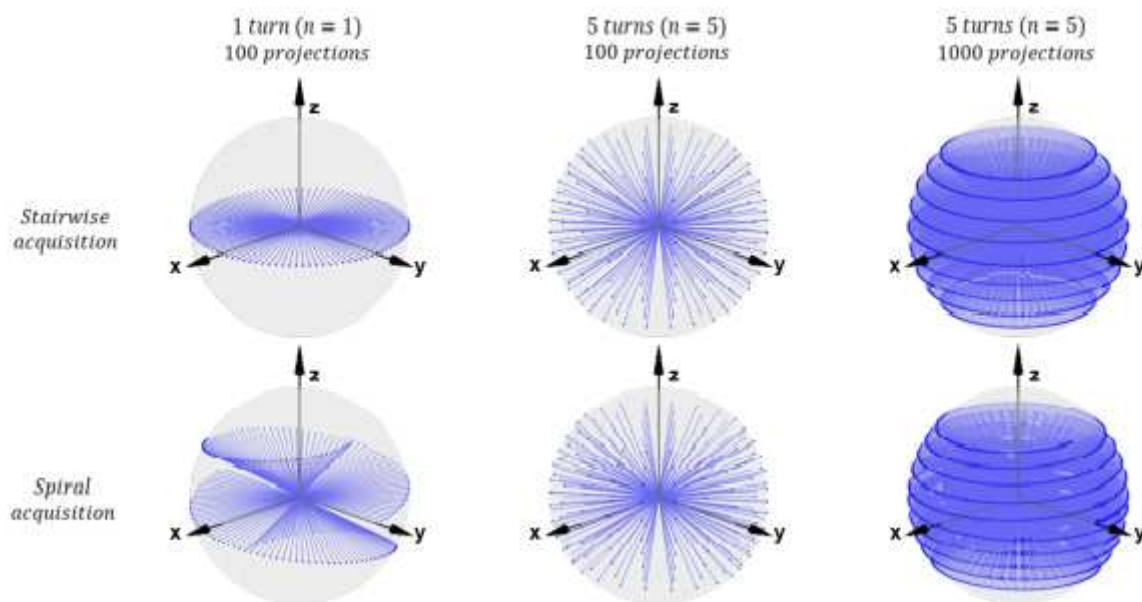 1 turn (n = 1)
100 projections
5 turns (n = 5)
100 projections
5 turns (n = 5)
1000 projections
Stairwise
acquisition
z
x
y
z
x
y
z
x
y
Spiral
acquisition
z
x
y
z
x
y
z
x
y